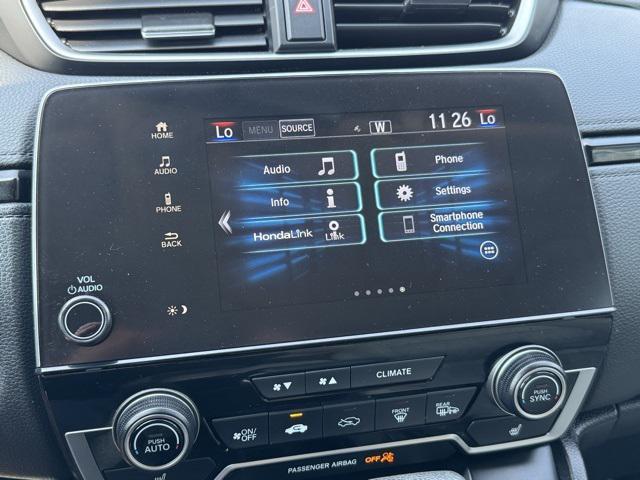 Lo MENU SOURCE W 11 26 Lo
HOME
AUDIO
PHONE
BACK
VOL
AUDIO
Audio
Phone
Info
Settings
HondaLink Link
Smartphone
Connection
CLIMATE
PUSH
SYNC
ON/
OFF
FRONT
REAR
PUSH
AUTO
PASSENGER AIRBAG OFF